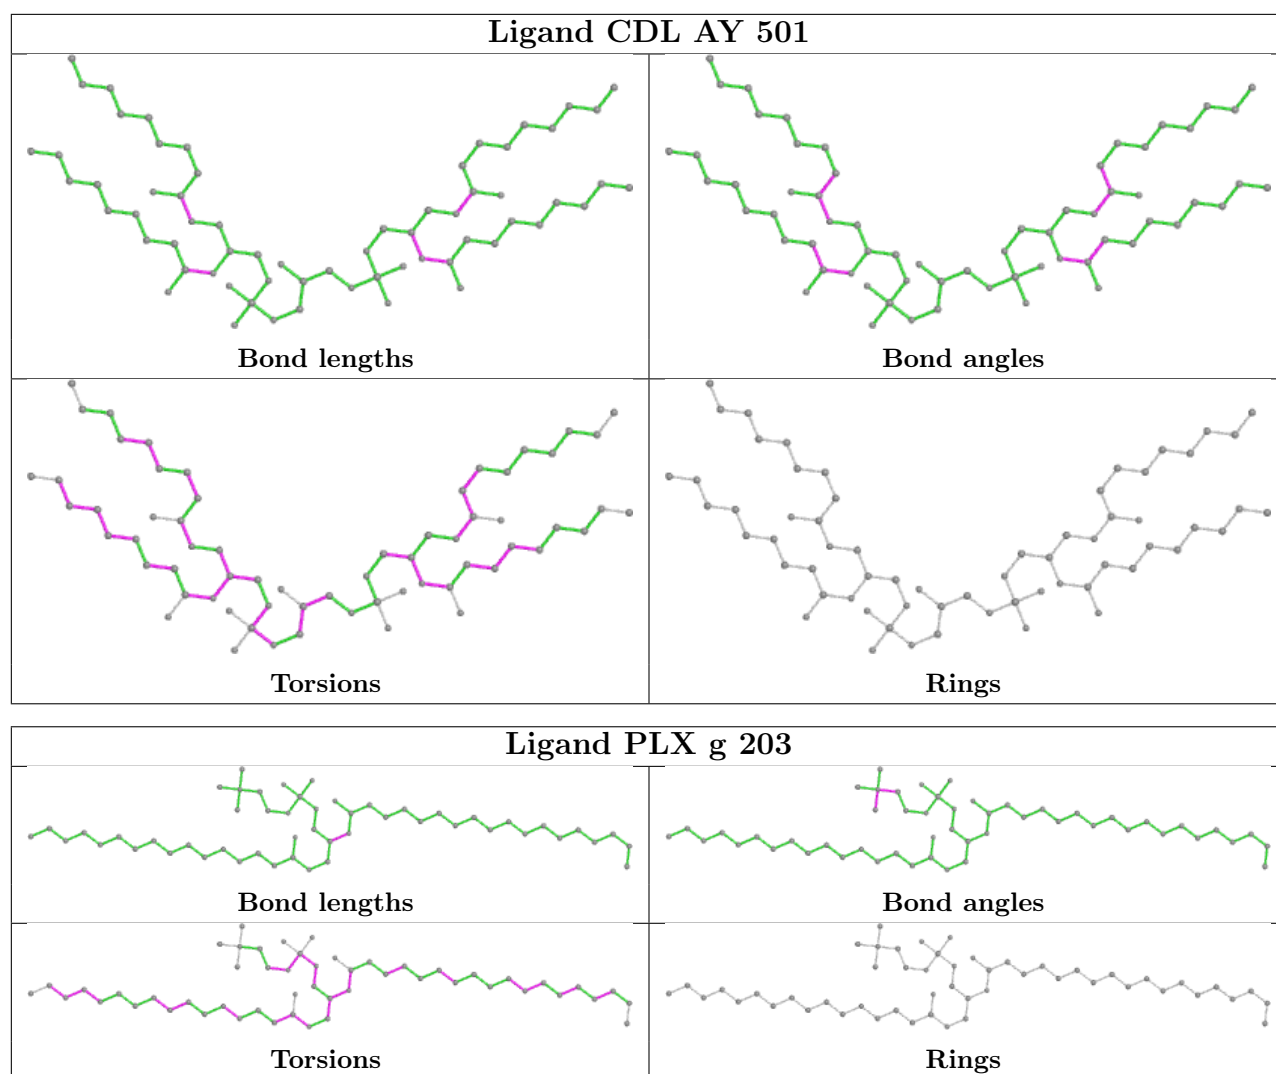 Ligand CDL AY 501
Bond lengths
Bond angles
Torsions
Rings
Ligand PLX g 203
Bond lengths
Bond angles
Torsions
Rings